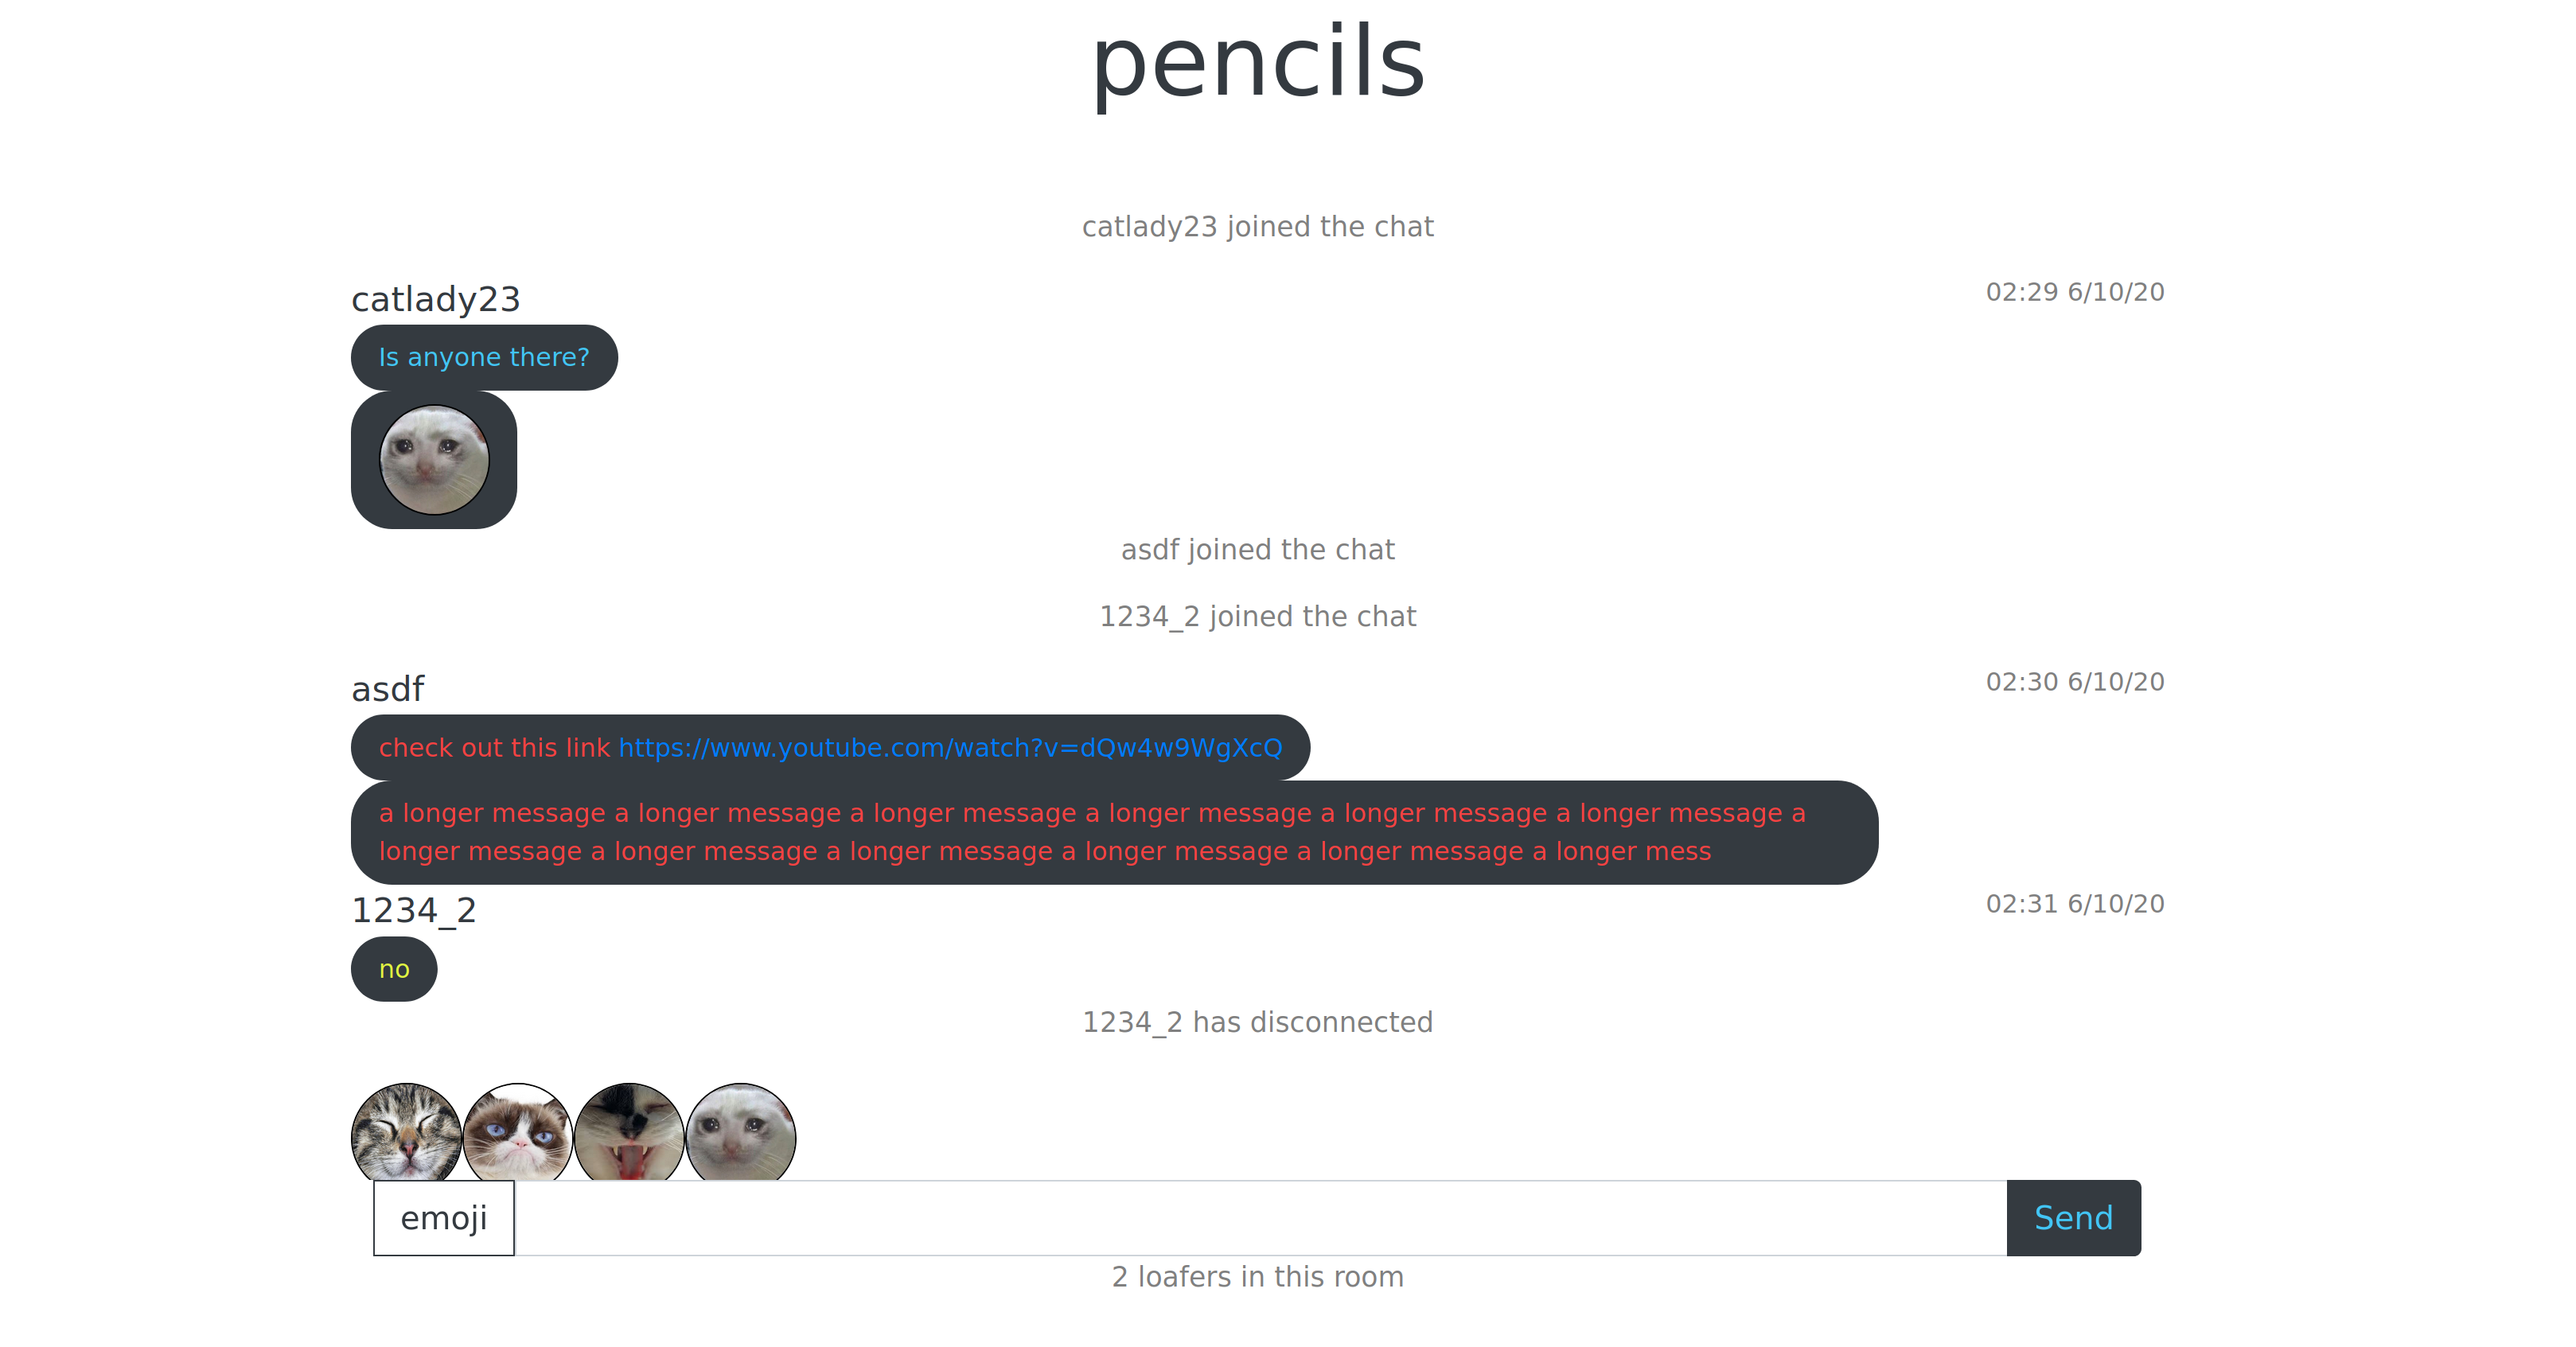 pencils
catlady23 joined the chat
catlady23 02:29 6/10/20
Is anyone there?
asdf joined the chat
1234_2 joined the chat
asdf 02:30 6/10/20
check out this link https://www.youtube.com/watch?v=dQw4w9WgXcQ
a longer message a longer message a longer message a longer message a longer message a longer message a
longer message a longer message a longer message a longer message a longer message a longer mess
1234_2 02:31 6/10/20
no
1234_2 has disconnected
emoji Send
2 loafers in this room